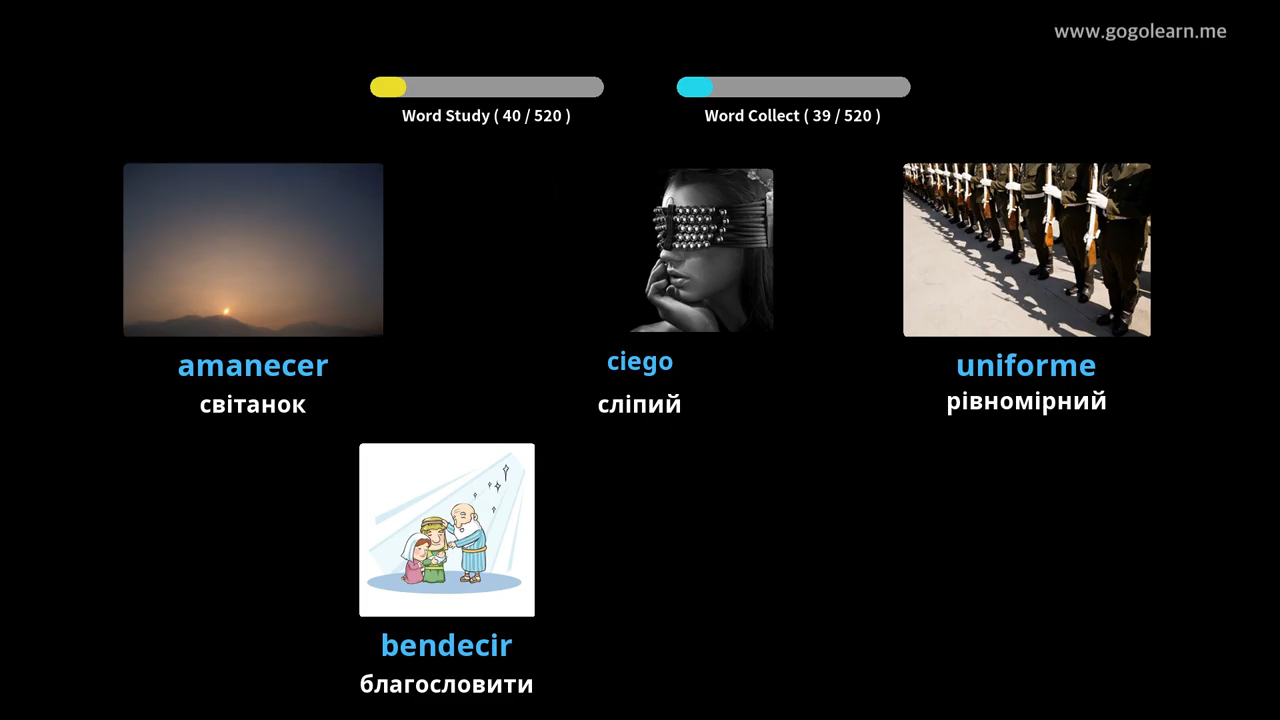 www.gogolearn.me
Word Study ( 40 / 520 )
Word Collect ( 39 / 520 )
amanecer
світанок
ciego
сліпий
uniforme
рівномірний
bendecir
благословити